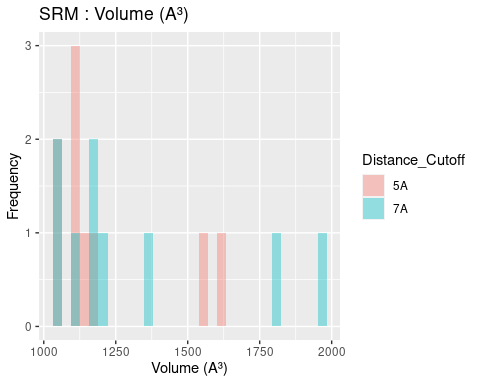 SRM : Volume (A³)
3
2
1
0
Frequency
1000 1250 1500 1750 2000
Volume (A³)
Distance_Cutoff
5A
7A